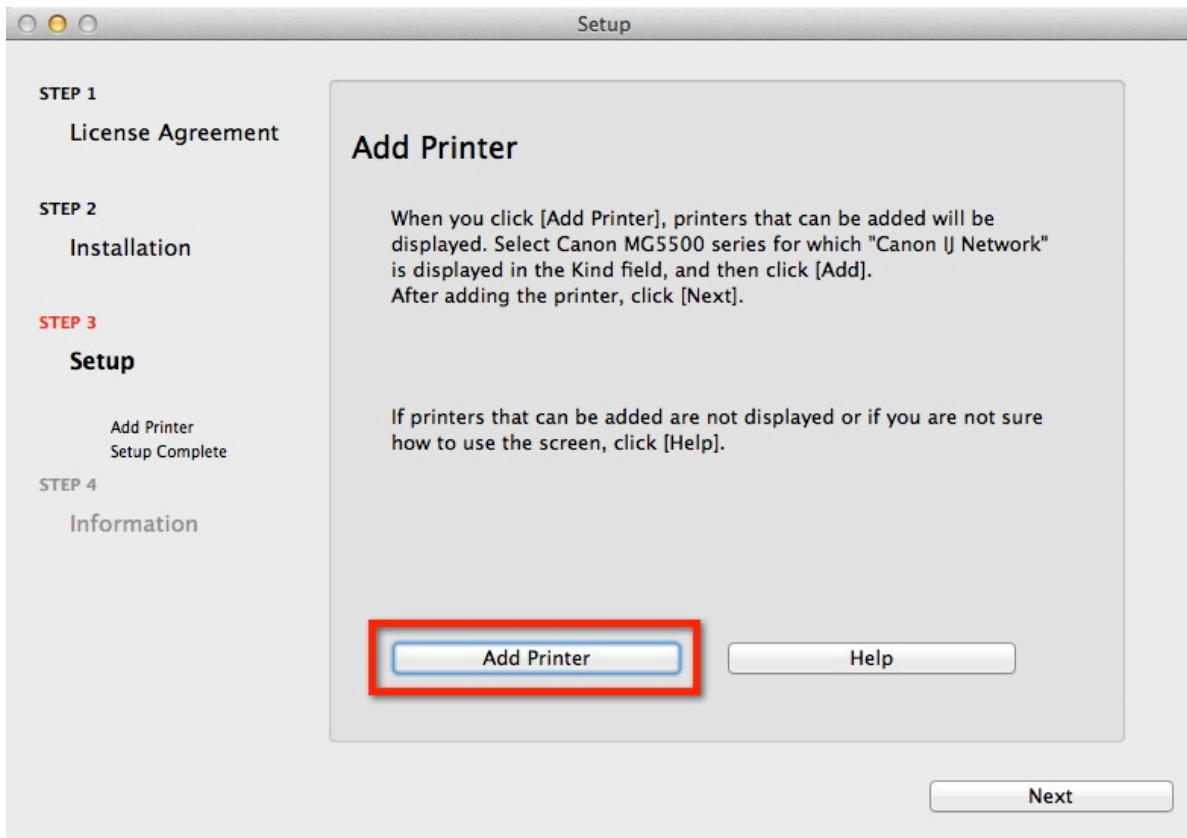 Setup
STEP 1
License Agreement
STEP 2
Installation
STEP 3
Setup
Add Printer
Setup Complete
STEP 4
Information
Add Printer
When you click [Add Printer], printers that can be added will be
displayed. Select Canon MG5500 series for which "Canon IJ Network"
is displayed in the Kind field, and then click [Add].
After adding the printer, click [Next].
If printers that can be added are not displayed or if you are not sure
how to use the screen, click [Help].
Add Printer
Help
Next